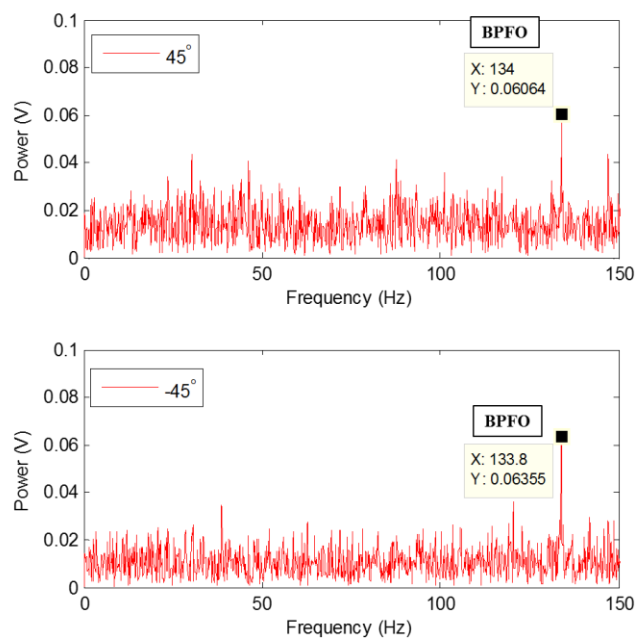 0.1
BPFO
45°
X: 134
Y: 0.06064
0.08
0.06
0.04
0.02
0
Power (V)
0 50 100 150
Frequency (Hz)
0.1
-45°
BPFO
X: 133.8
Y: 0.06355
0.08
0.06
0.04
0.02
0
Power (V)
0 50 100 150
Frequency (Hz)